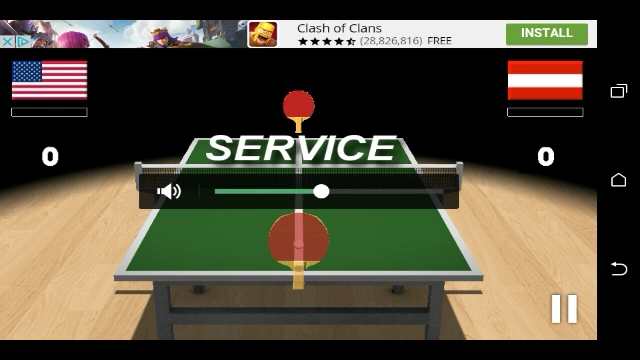 Clash of Clans
(28,826,816) FREE
INSTALL
0
0
SERVICE